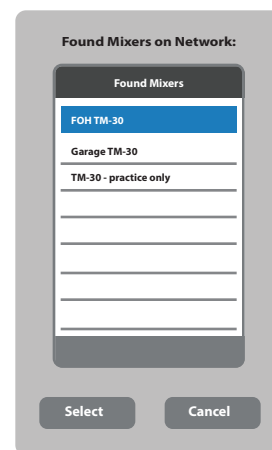 Found Mixers on Network:
Found Mixers
FOH TM-30
Garage TM-30
TM-30 - practice only
Select Cancel